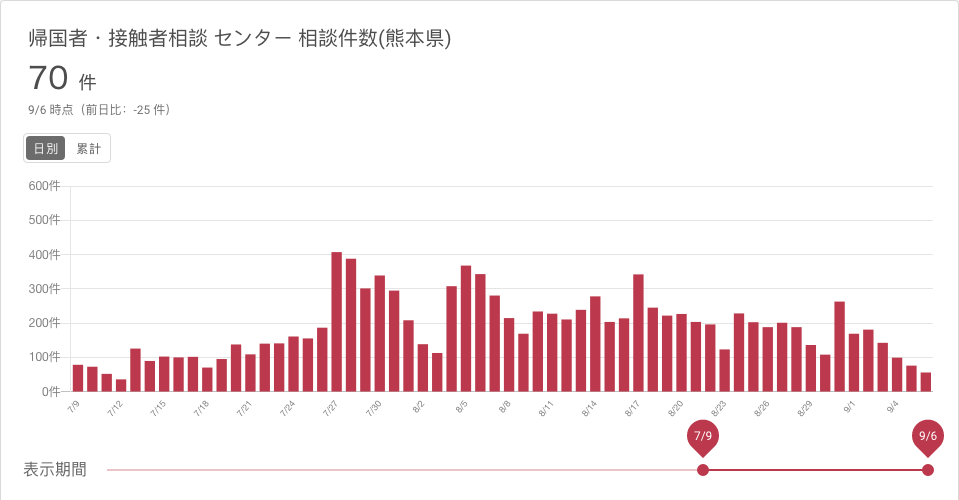 帰国者・接触者相談 センター 相談件数(熊本県)
70 件
9/6 時点（前日比：-25 件）
日別 累計
600件
500件
400件
300件
200件
100件
0件
7/9 7/12 7/15 7/18 7/21 7/24 7/27 7/30 8/2 8/5 8/8 8/11 8/14 8/17 8/20 8/23 8/26 8/29 9/1 9/4
7/9 9/6
表示期間